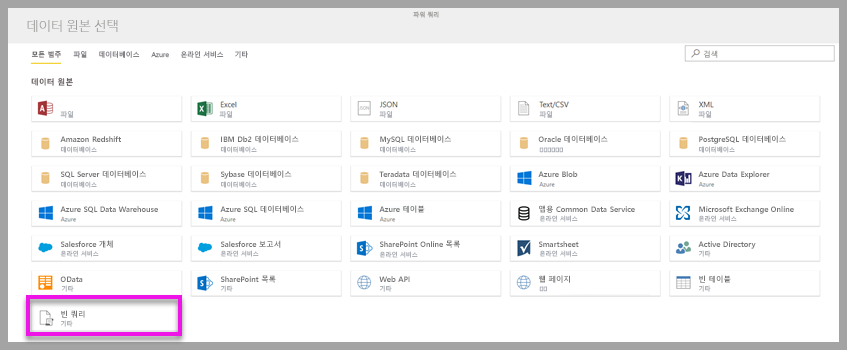 파워 쿼리
데이터 원본 선택
모든 범주 파일 데이터베이스 Azure 온라인 서비스 기타
검색
데이터 원본
파일
Excel
파일
JSON
파일
Text/CSV
파일
XML
파일
Amazon Redshift
데이터베이스
IBM Db2 데이터베이스
데이터베이스
MySQL 데이터베이스
데이터베이스
Oracle 데이터베이스
□□□□□□
PostgreSQL 데이터베이스
데이터베이스
SQL Server 데이터베이스
데이터베이스
Sybase 데이터베이스
데이터베이스
Teradata 데이터베이스
데이터베이스
Azure Blob
Azure
Azure Data Explorer
Azure
Azure SQL Data Warehouse
Azure
Azure SQL 데이터베이스
Azure
Azure 테이블
Azure
앱용 Common Data Service
온라인 서비스
Microsoft Exchange Online
온라인 서비스
Salesforce 개체
온라인 서비스
Salesforce 보고서
온라인 서비스
SharePoint Online 목록
온라인 서비스
Smartsheet
온라인 서비스
Active Directory
기타
OData
기타
SharePoint 목록
기타
Web API
기타
웹 페이지
□□
빈 테이블
기타
빈 쿼리
기타